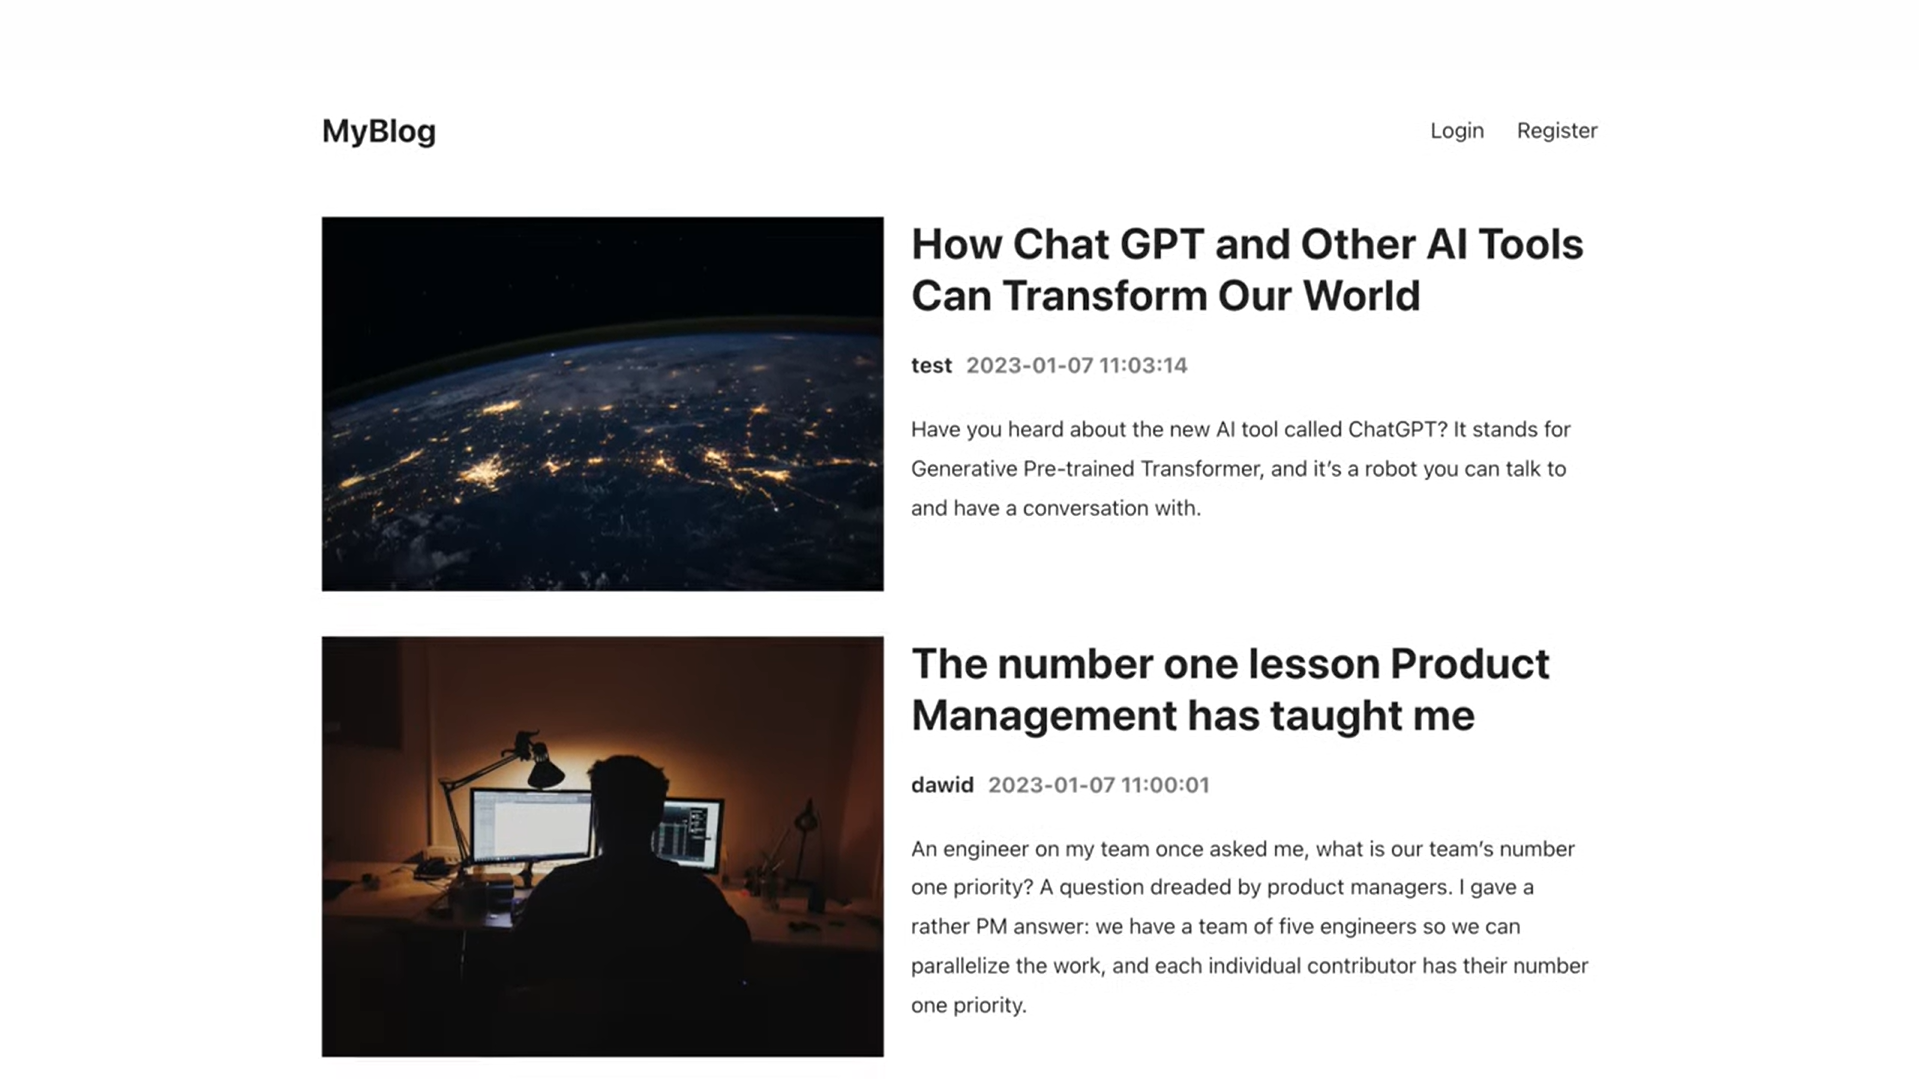 MyBlog
Login Register
How Chat GPT and Other AI Tools
Can Transform Our World
test 2023-01-07 11:03:14
Have you heard about the new AI tool called ChatGPT? It stands for
Generative Pre-trained Transformer, and it’s a robot you can talk to
and have a conversation with.
The number one lesson Product
Management has taught me
dawid 2023-01-07 11:00:01
An engineer on my team once asked me, what is our team’s number
one priority? A question dreaded by product managers. I gave a
rather PM answer: we have a team of five engineers so we can
parallelize the work, and each individual contributor has their number
one priority.